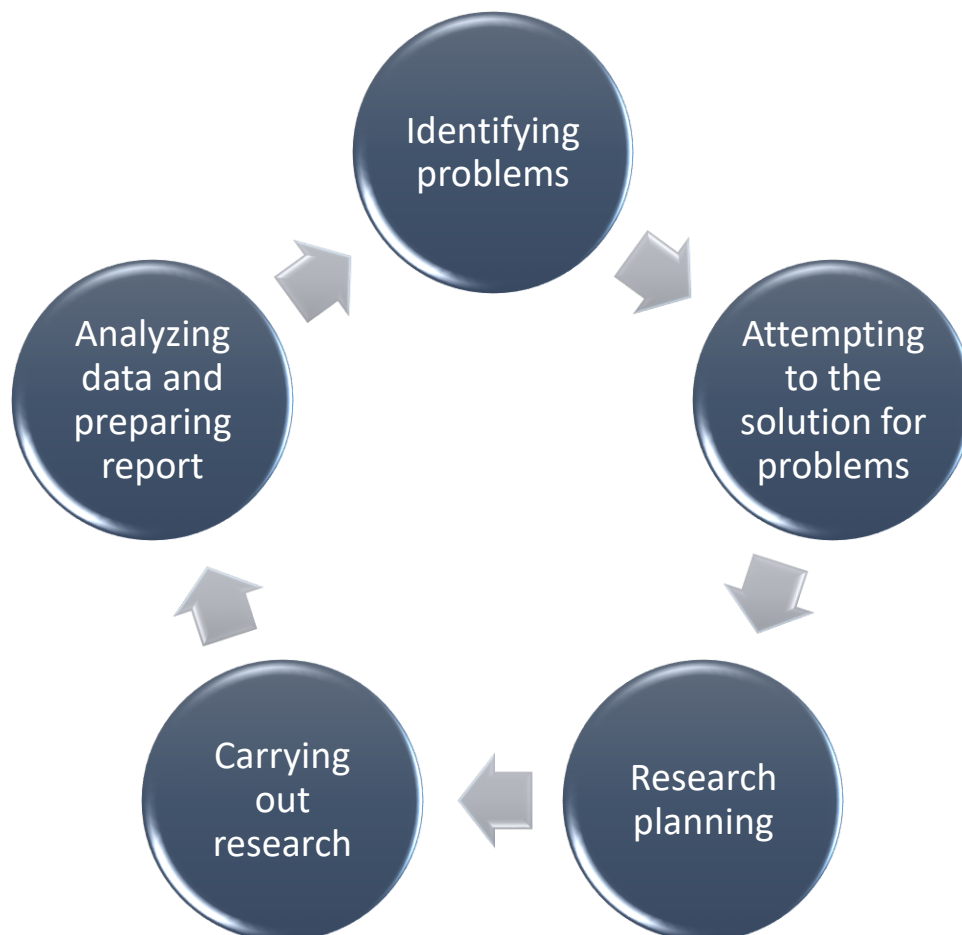 Identifying
problems
Attempting
to the
solution for
problems
Research
planning
Carrying
out
research
Analyzing
data and
preparing
report